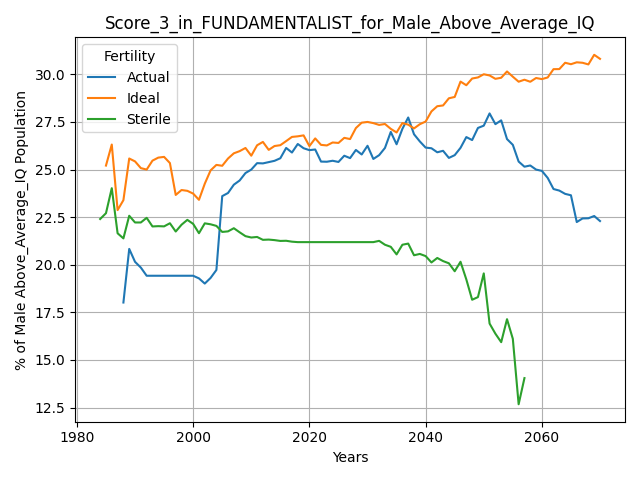 Score_3_in_FUNDAMENTALIST_for_Male_Above_Average_IQ
Fertility
Actual
Ideal
Sterile
% of Male Above_Average_IQ Population
30.0
27.5
25.0
22.5
20.0
17.5
15.0
12.5
1980
2000
2020
2040
2060
Years